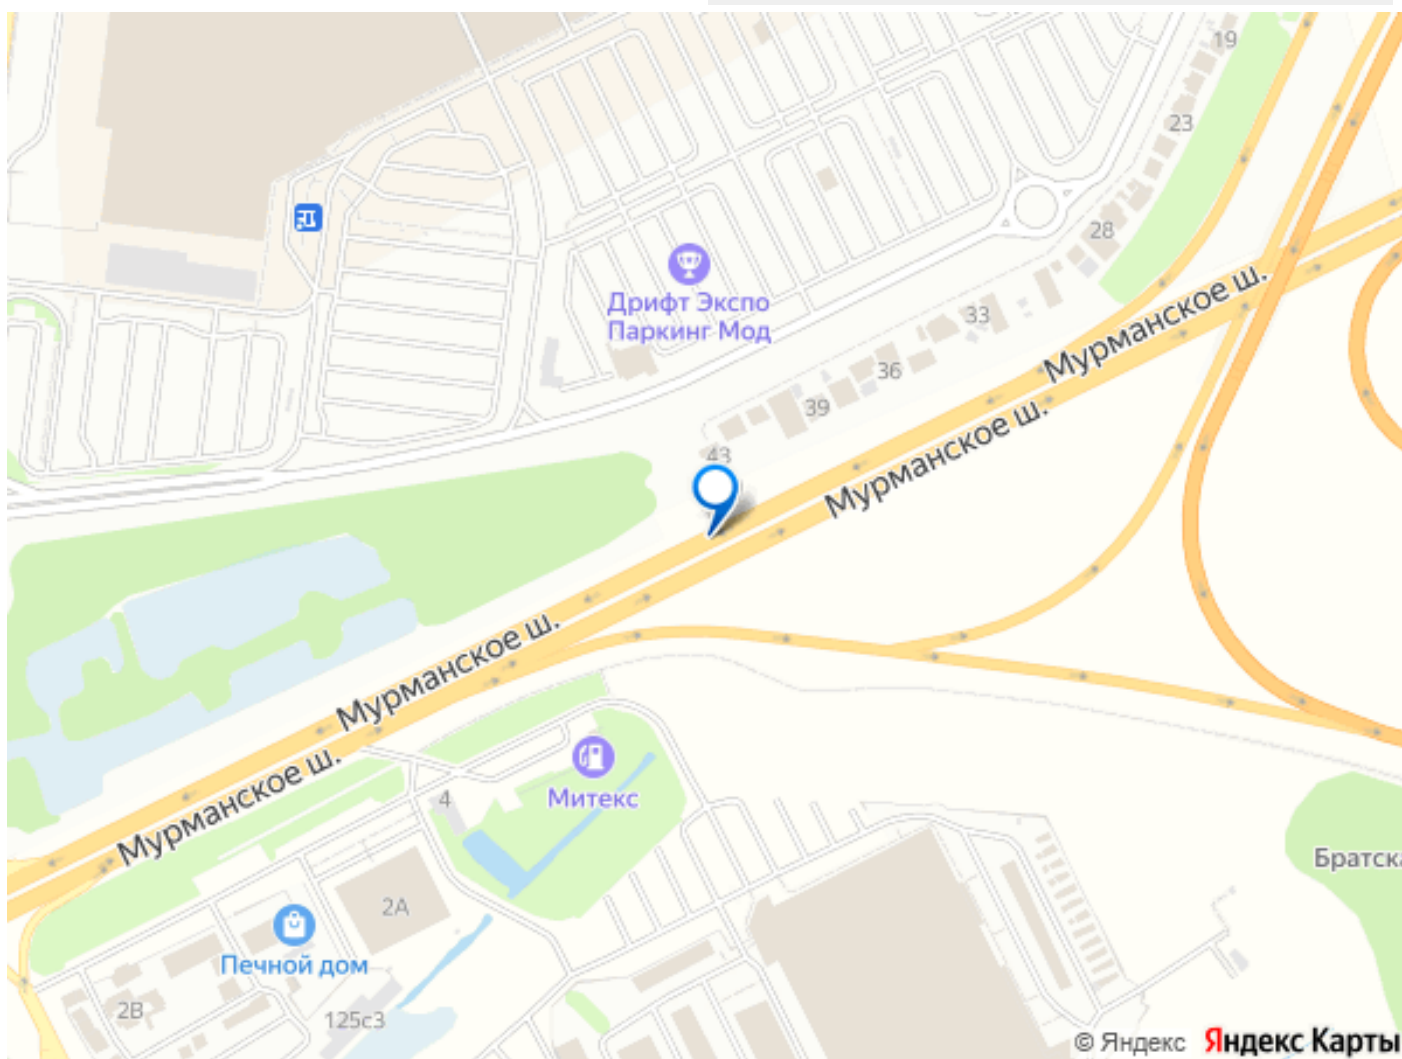 19
23
28
Дрифт Экспо
Паркинг Мод
33
Мурманское ш.
36
39
Мурманское ш.
43
Мурманское ш.
Мурманское ш.
Митекс
4
Братска
2А
Печной дом
2В
125с3
© Яндекс Яндекс Карты